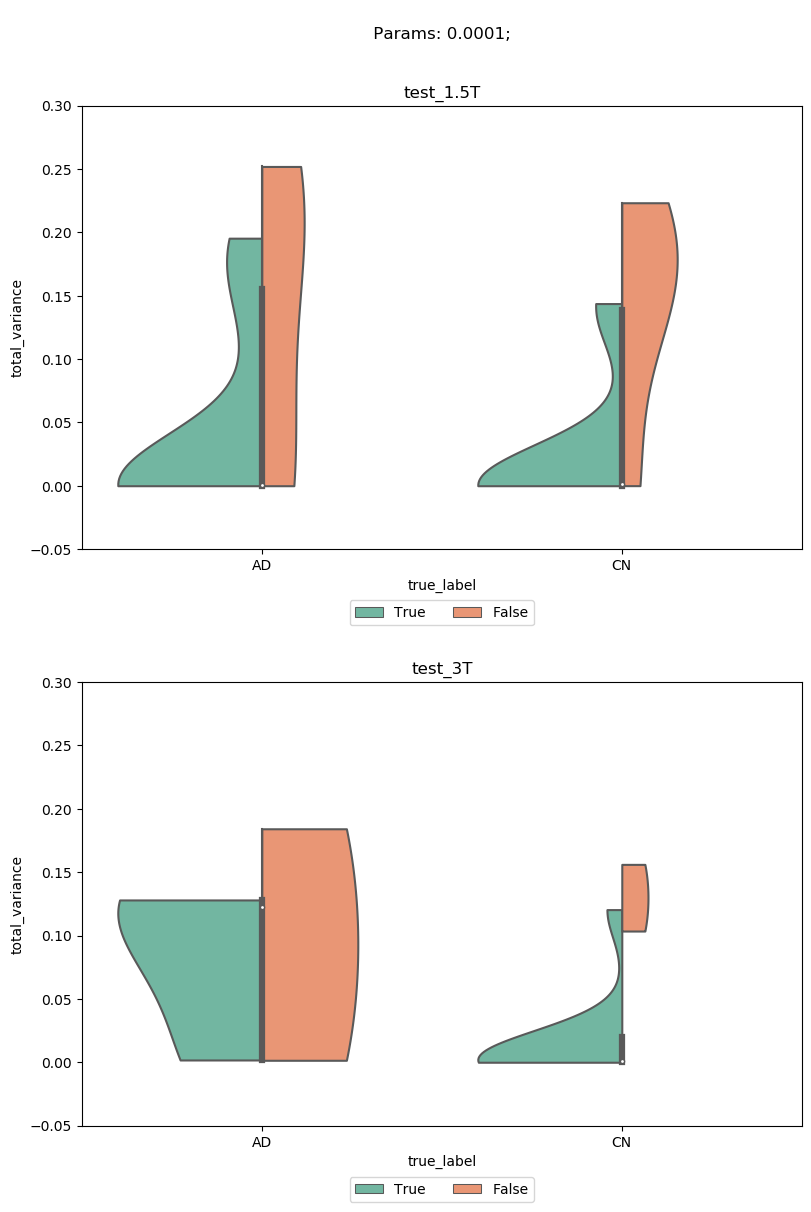 Params: 0.0001;
test_1.5T
0.30
0.25
0.20
0.15
0.10
0.05
0.00
−0.05
total_variance
AD CN
true_label
True False
test_3T
0.30
0.25
0.20
0.15
0.10
0.05
0.00
−0.05
total_variance
AD CN
true_label
True False